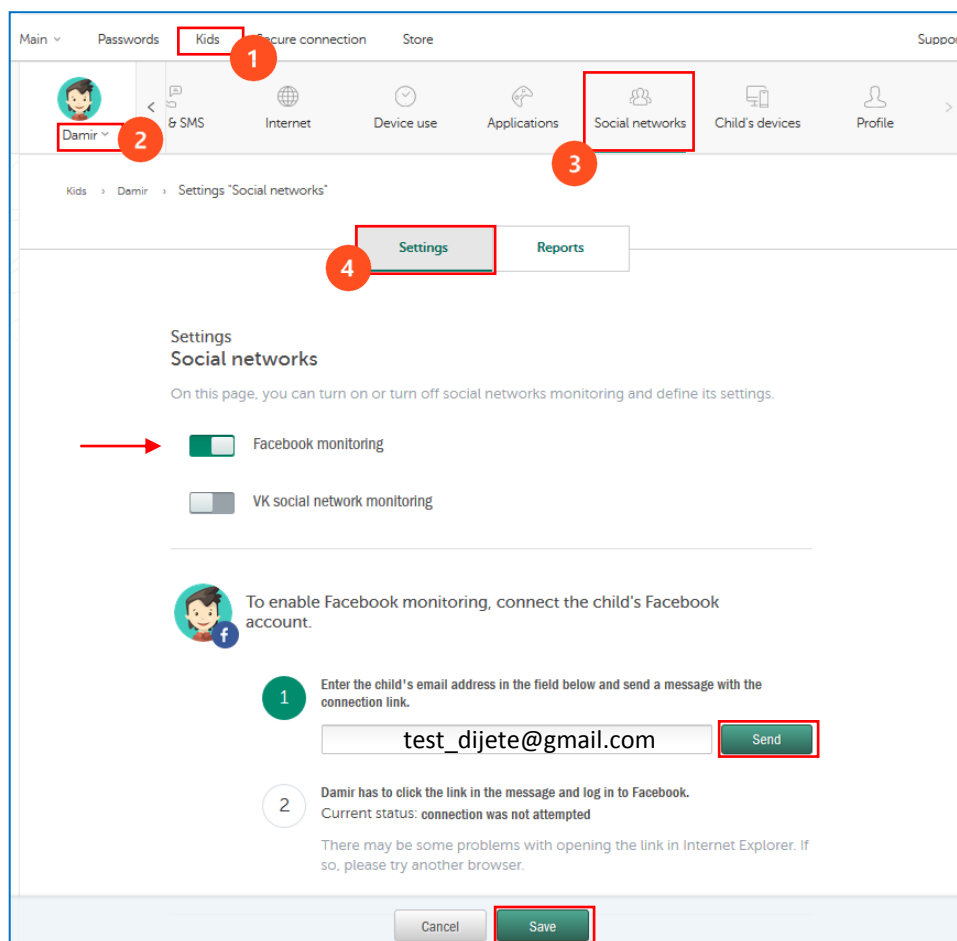 Main Passwords Kids Secure connection Store
1
& SMS Internet Device use Applications Social networks Child's devices Profile
Damir 2
3
Kids › Damir › Settings "Social networks"
Settings Reports
4
Settings
Social networks
On this page, you can turn on or turn off social networks monitoring and define its settings.
Facebook monitoring
VK social network monitoring
To enable Facebook monitoring, connect the child's Facebook
account.
f
1 Enter the child's email address in the field below and send a message with the
connection link.
test_dijete@gmail.com Send
2 Damir has to click the link in the message and log in to Facebook.
Current status: connection was not attempted
There may be some problems with opening the link in Internet Explorer. If
so, please try another browser.
Cancel Save